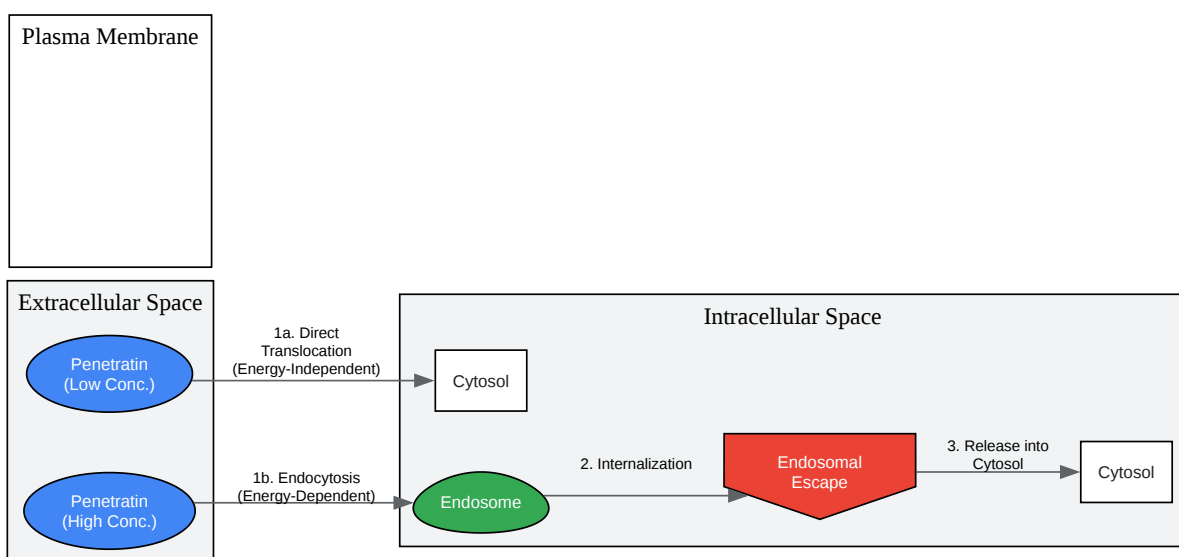 Plasma Membrane
Extracellular Space
Penetratin
(Low Conc.)
1a. Direct
Translocation
(Energy-Independent)
Intracellular Space
Cytosol
Penetratin
(High Conc.)
1b. Endocytosis
(Energy-Dependent)
Endosome
2. Internalization
Endosomal
Escape
3. Release into
Cytosol
Cytosol